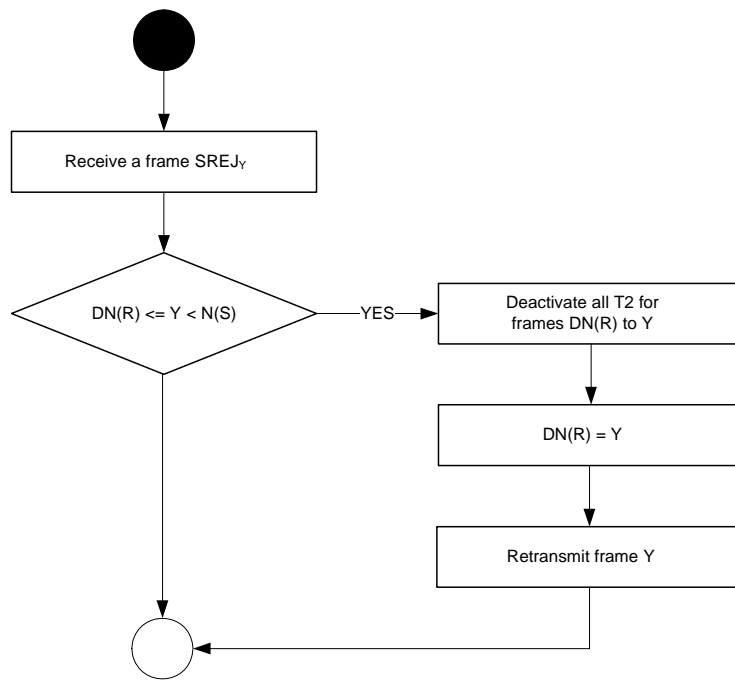 Receive a frame SREJY
DN(R) <= Y < N(S)
YES
Deactivate all T2 for
frames DN(R) to Y
DN(R) = Y
Retransmit frame Y